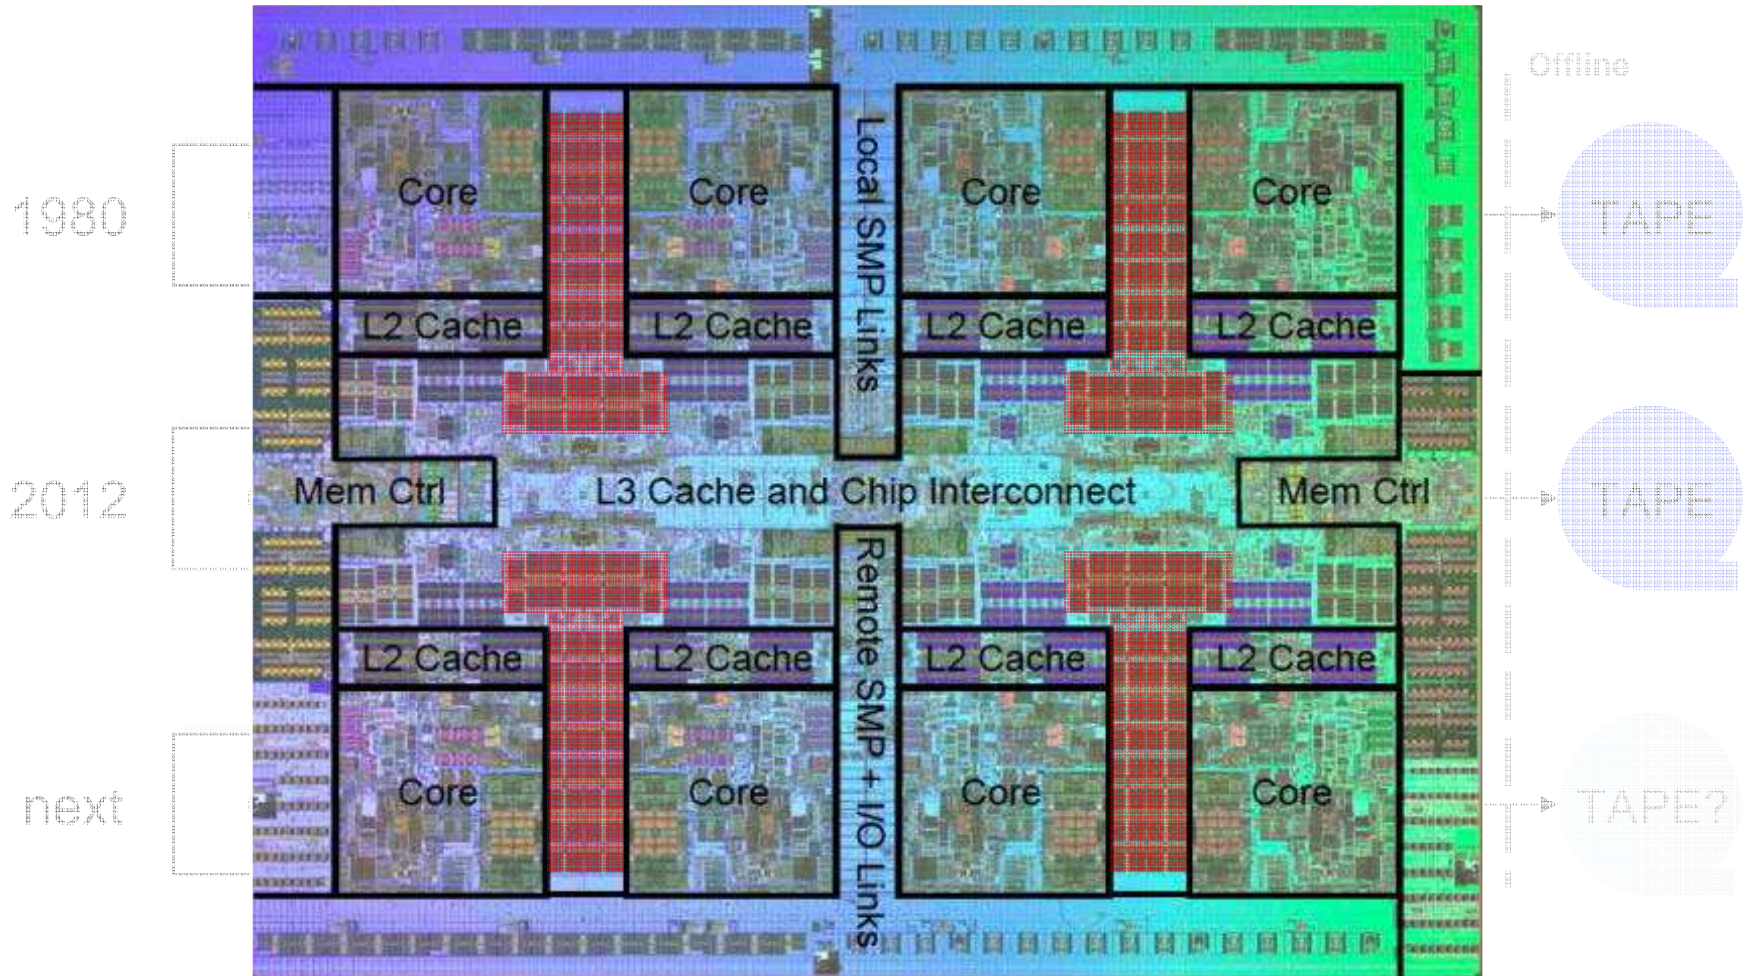 Offline
1980
Core
Core
Core
Core
TAPE
Local SMP Links
L2 Cache
L2 Cache
L2 Cache
L2 Cache
2012
Mem Ctrl
L3 Cache and Chip Interconnect
Mem Ctrl
TAPE
Remote SMP + I/O Links
L2 Cache
L2 Cache
L2 Cache
L2 Cache
next
Core
Core
Core
Core
TAPE?